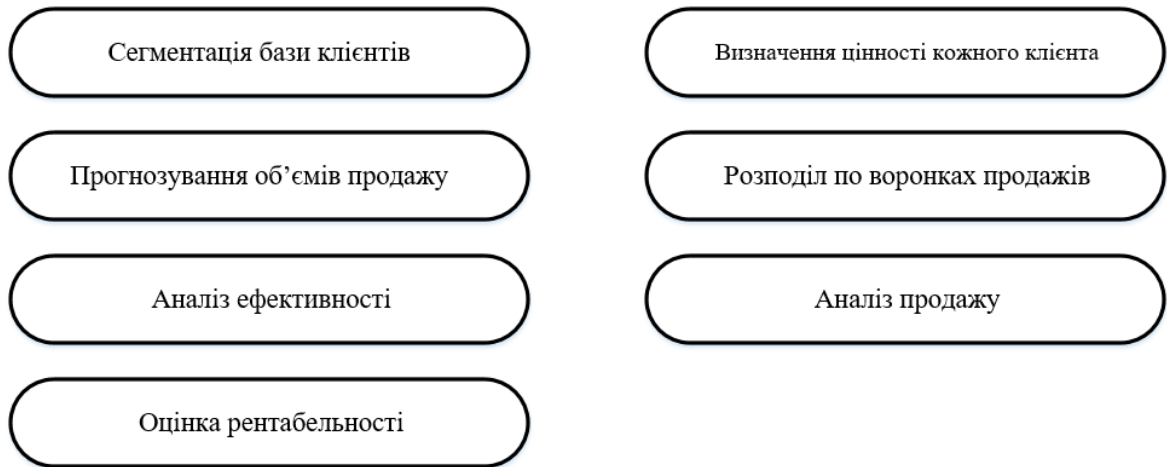 Сегментація бази клієнтів
Визначення цінності кожного клієнта
Прогнозування об’ємів продажу
Розподіл по воронках продажів
Аналіз ефективності
Аналіз продажу
Оцінка рентабельності